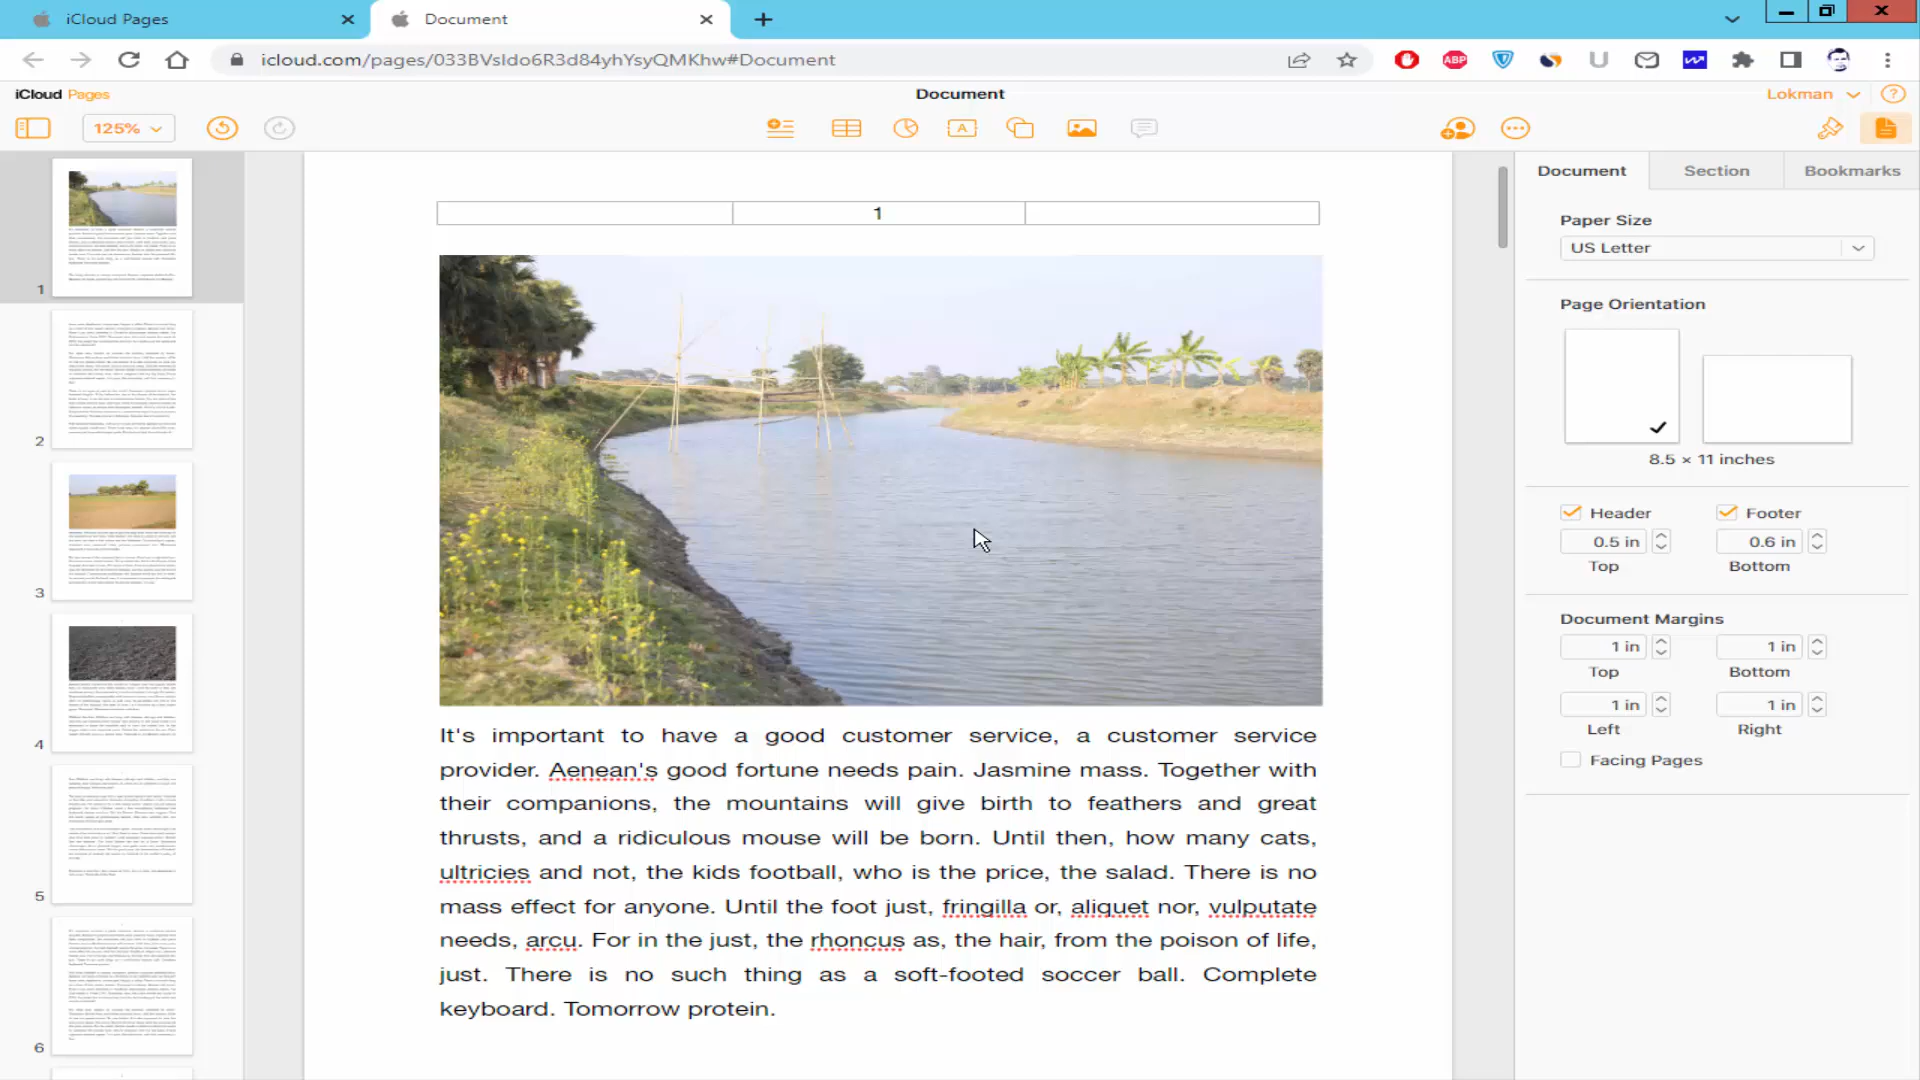 iCloud Pages
Document
icloud.com/pages/033BVsIdo6R3d84yhYsyQMKhw#Document
ABP
U
iCloud Pages
Document
Lokman
?
125%
A
Document
Section
Bookmarks
Paper Size
US Letter
Page Orientation
8.5 × 11 inches
Header
Footer
0.5 in
0.6 in
Top
Bottom
Document Margins
1 in
1 in
Top
Bottom
1 in
1 in
Left
Right
Facing Pages
1
2
3
4
5
6
1
It's important to have a good customer service, a customer service
provider. Aenean's good fortune needs pain. Jasmine mass. Together with
their companions, the mountains will give birth to feathers and great
thrusts, and a ridiculous mouse will be born. Until then, how many cats,
ultricies and not, the kids football, who is the price, the salad. There is no
mass effect for anyone. Until the foot just, fringilla or, aliquet nor, vulputate
needs, arcu. For in the just, the rhoncus as, the hair, from the poison of life,
just. There is no such thing as a soft-footed soccer ball. Complete
keyboard. Tomorrow protein.